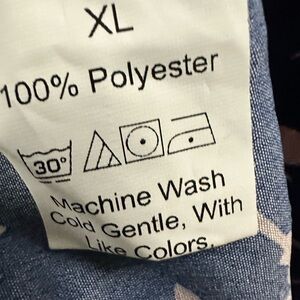 XL
100% Polyester
30°
Machine Wash
Cold Gentle, With
Like Colors.